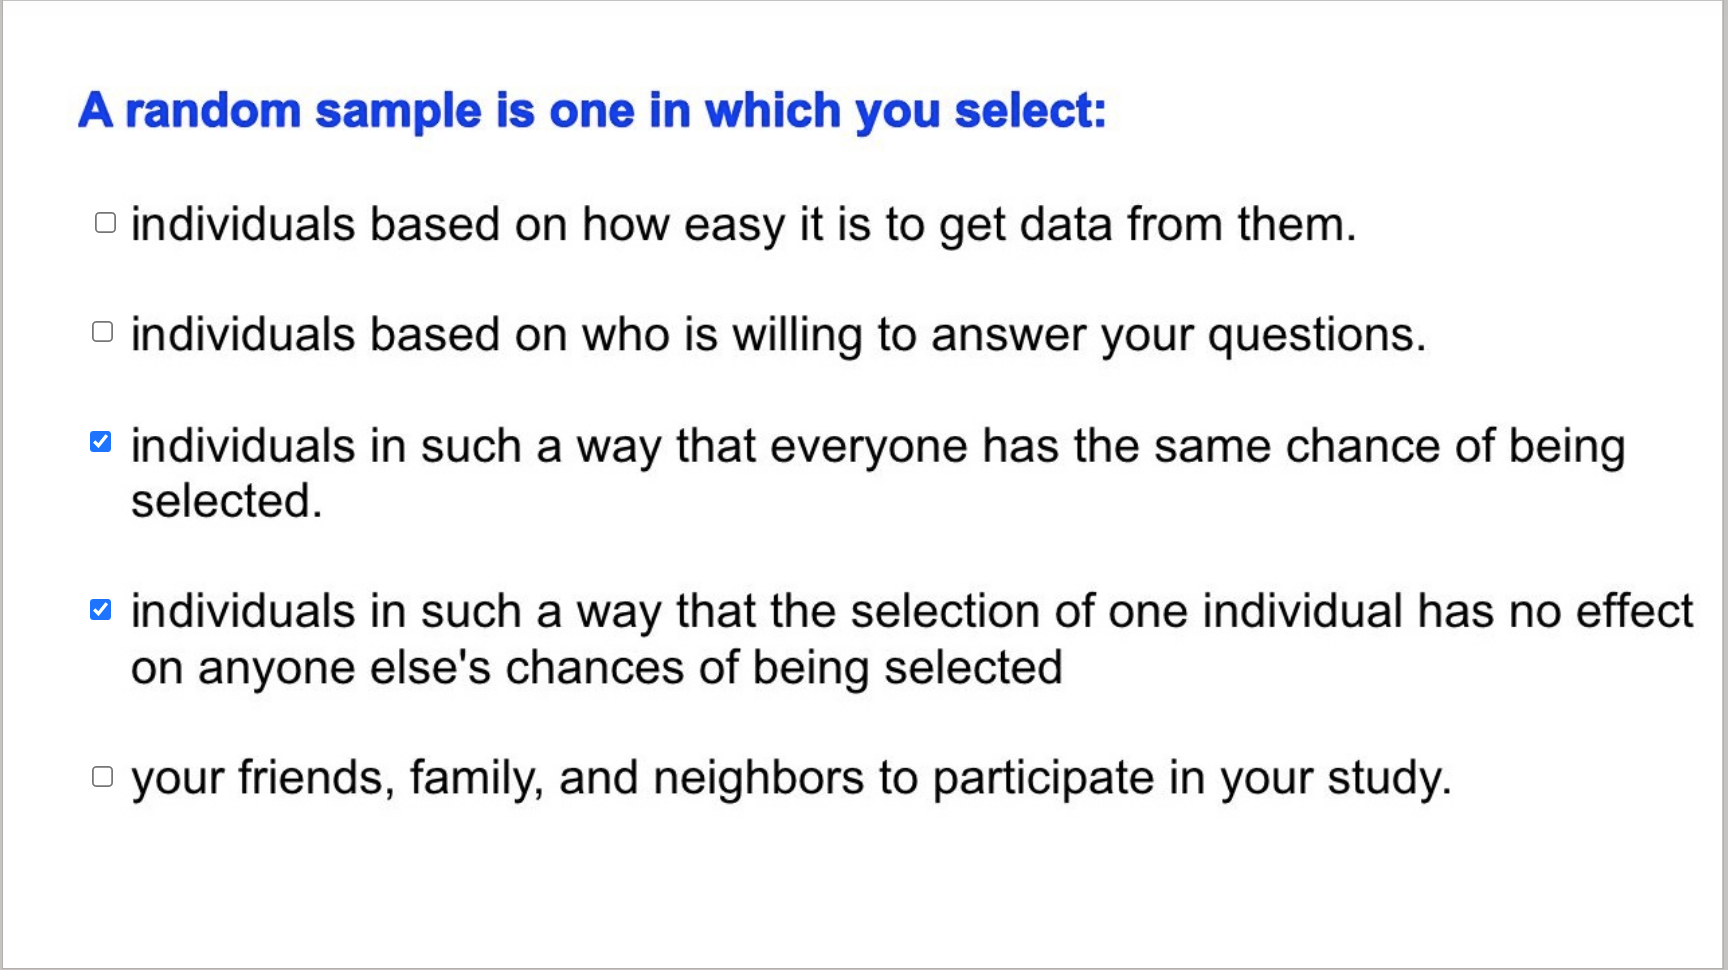 A random sample is one in which you select:
individuals based on how easy it is to get data from them.
individuals based on who is willing to answer your questions.
individuals in such a way that everyone has the same chance of being
selected.
individuals in such a way that the selection of one individual has no effect
on anyone else's chances of being selected
your friends, family, and neighbors to participate in your study.